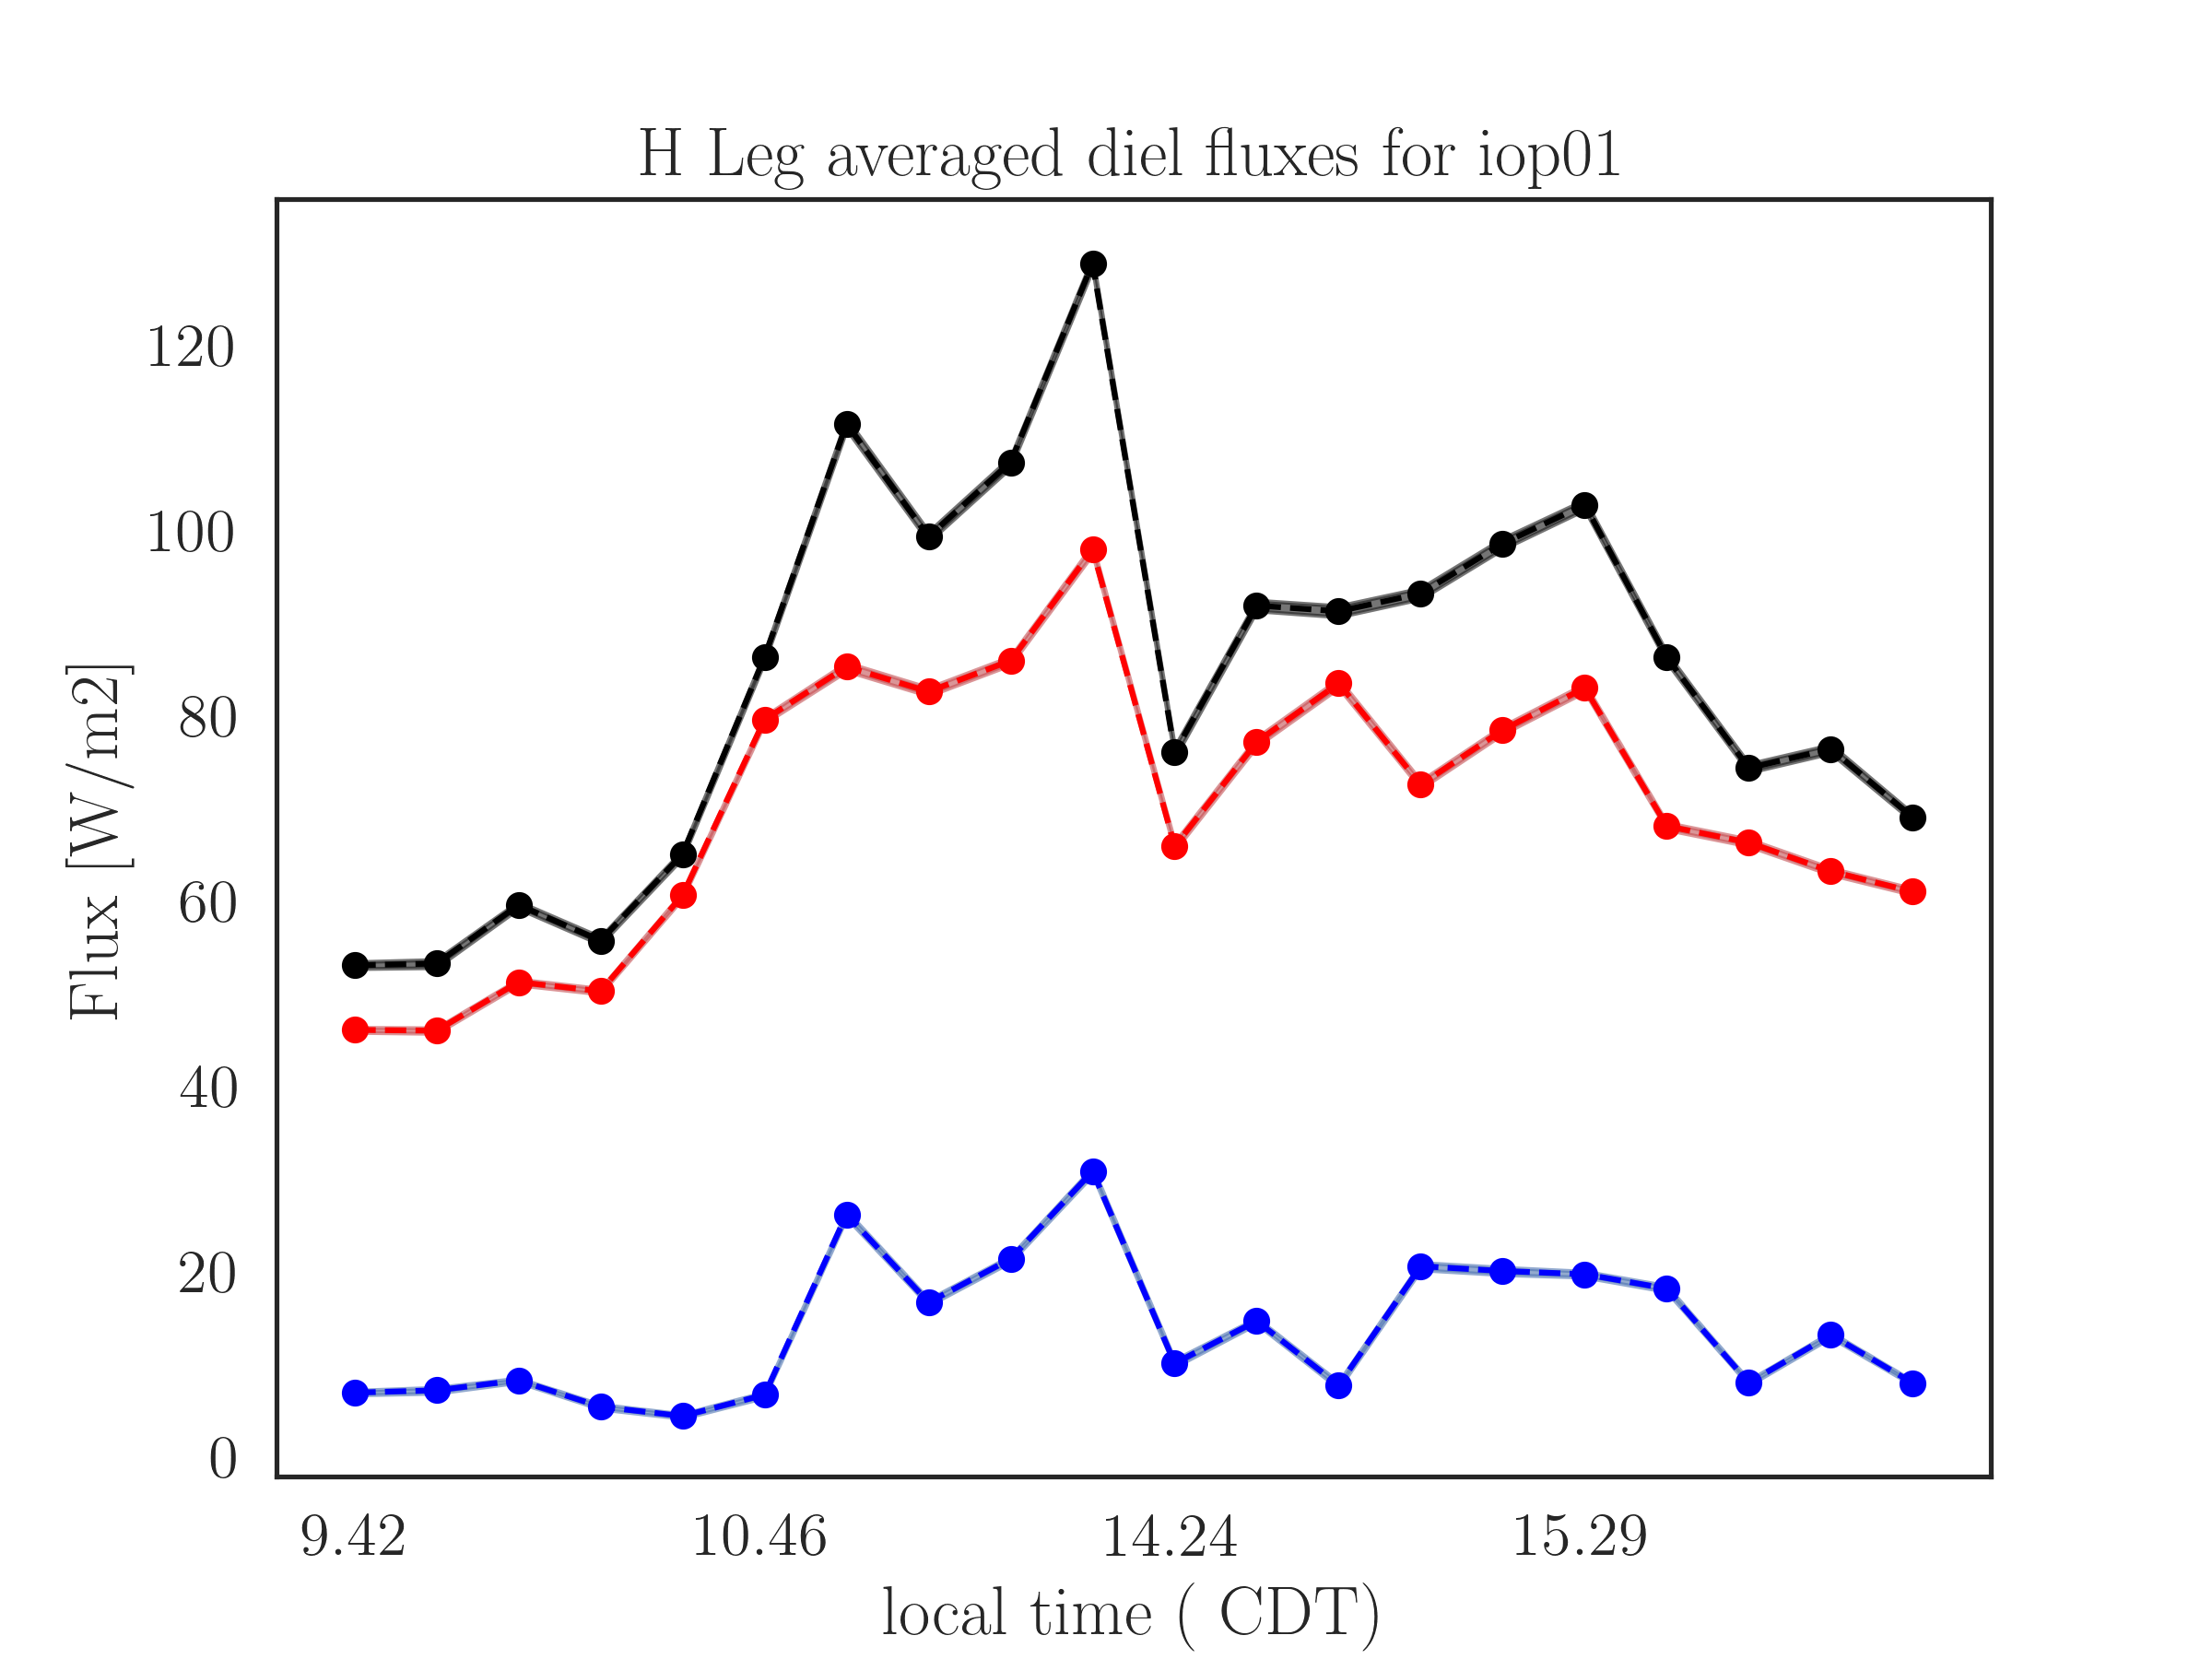 H Leg averaged diel fluxes for iop01
Flux [W/m2]
120
100
80
60
40
20
0
9.42 10.46 14.24 15.29
local time ( CDT)